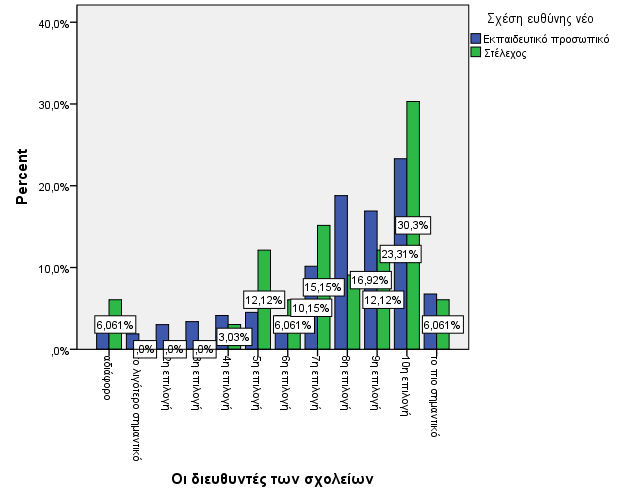 Σχέση ευθύνης νέο
Εκπαιδευτικό προσωπικό
Στέλεχος
Percent
40,0%
30,0%
20,0%
10,0%
,0%
6,061%
,0%
,0%
,0%
3,03%
12,12%
6,061%
15,15%
10,15%
16,92%
12,12%
23,31%
30,3%
6,061%
αδιάφορο
το λιγότερο σημαντικό
2η επιλογή
3η επιλογή
4η επιλογή
5η επιλογή
6η επιλογή
7η επιλογή
8η επιλογή
9η επιλογή
10η επιλογή
το πιο σημαντικό
Οι διευθυντές των σχολείων